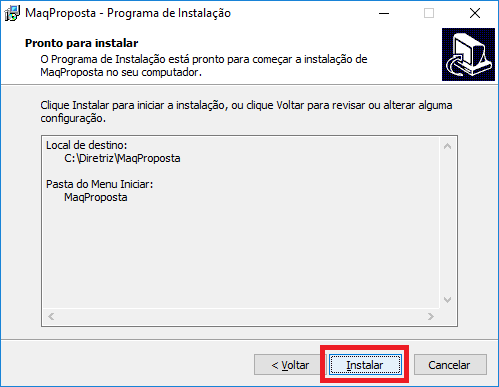 MaqProposta - Programa de Instalação
Pronto para instalar
O Programa de Instalação está pronto para começar a instalação de
MaqProposta no seu computador.
Clique Instalar para iniciar a instalação, ou clique Voltar para revisar ou alterar alguma
configuração.
Local de destino:
C:\Diretriz\MaqProposta
Pasta do Menu Iniciar:
MaqProposta
< Voltar
Instalar
Cancelar